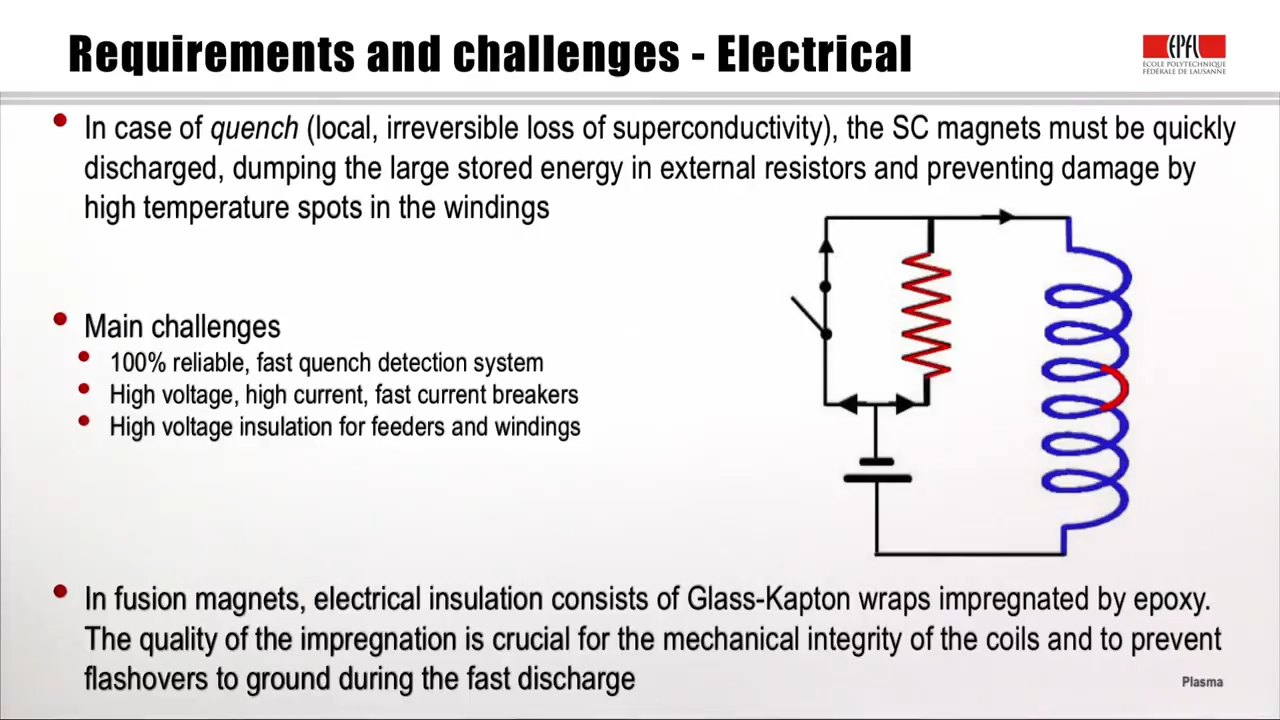 Requirements and challenges - Electrical
EPFL
ÉCOLE POLYTECHNIQUE
FÉDÉRALE DE LAUSANNE
• In case of quench (local, irreversible loss of superconductivity), the SC magnets must be quickly
discharged, dumping the large stored energy in external resistors and preventing damage by
high temperature spots in the windings
• Main challenges
• 100% reliable, fast quench detection system
• High voltage, high current, fast current breakers
• High voltage insulation for feeders and windings
• In fusion magnets, electrical insulation consists of Glass-Kapton wraps impregnated by epoxy.
The quality of the impregnation is crucial for the mechanical integrity of the coils and to prevent
flashovers to ground during the fast discharge
Plasma